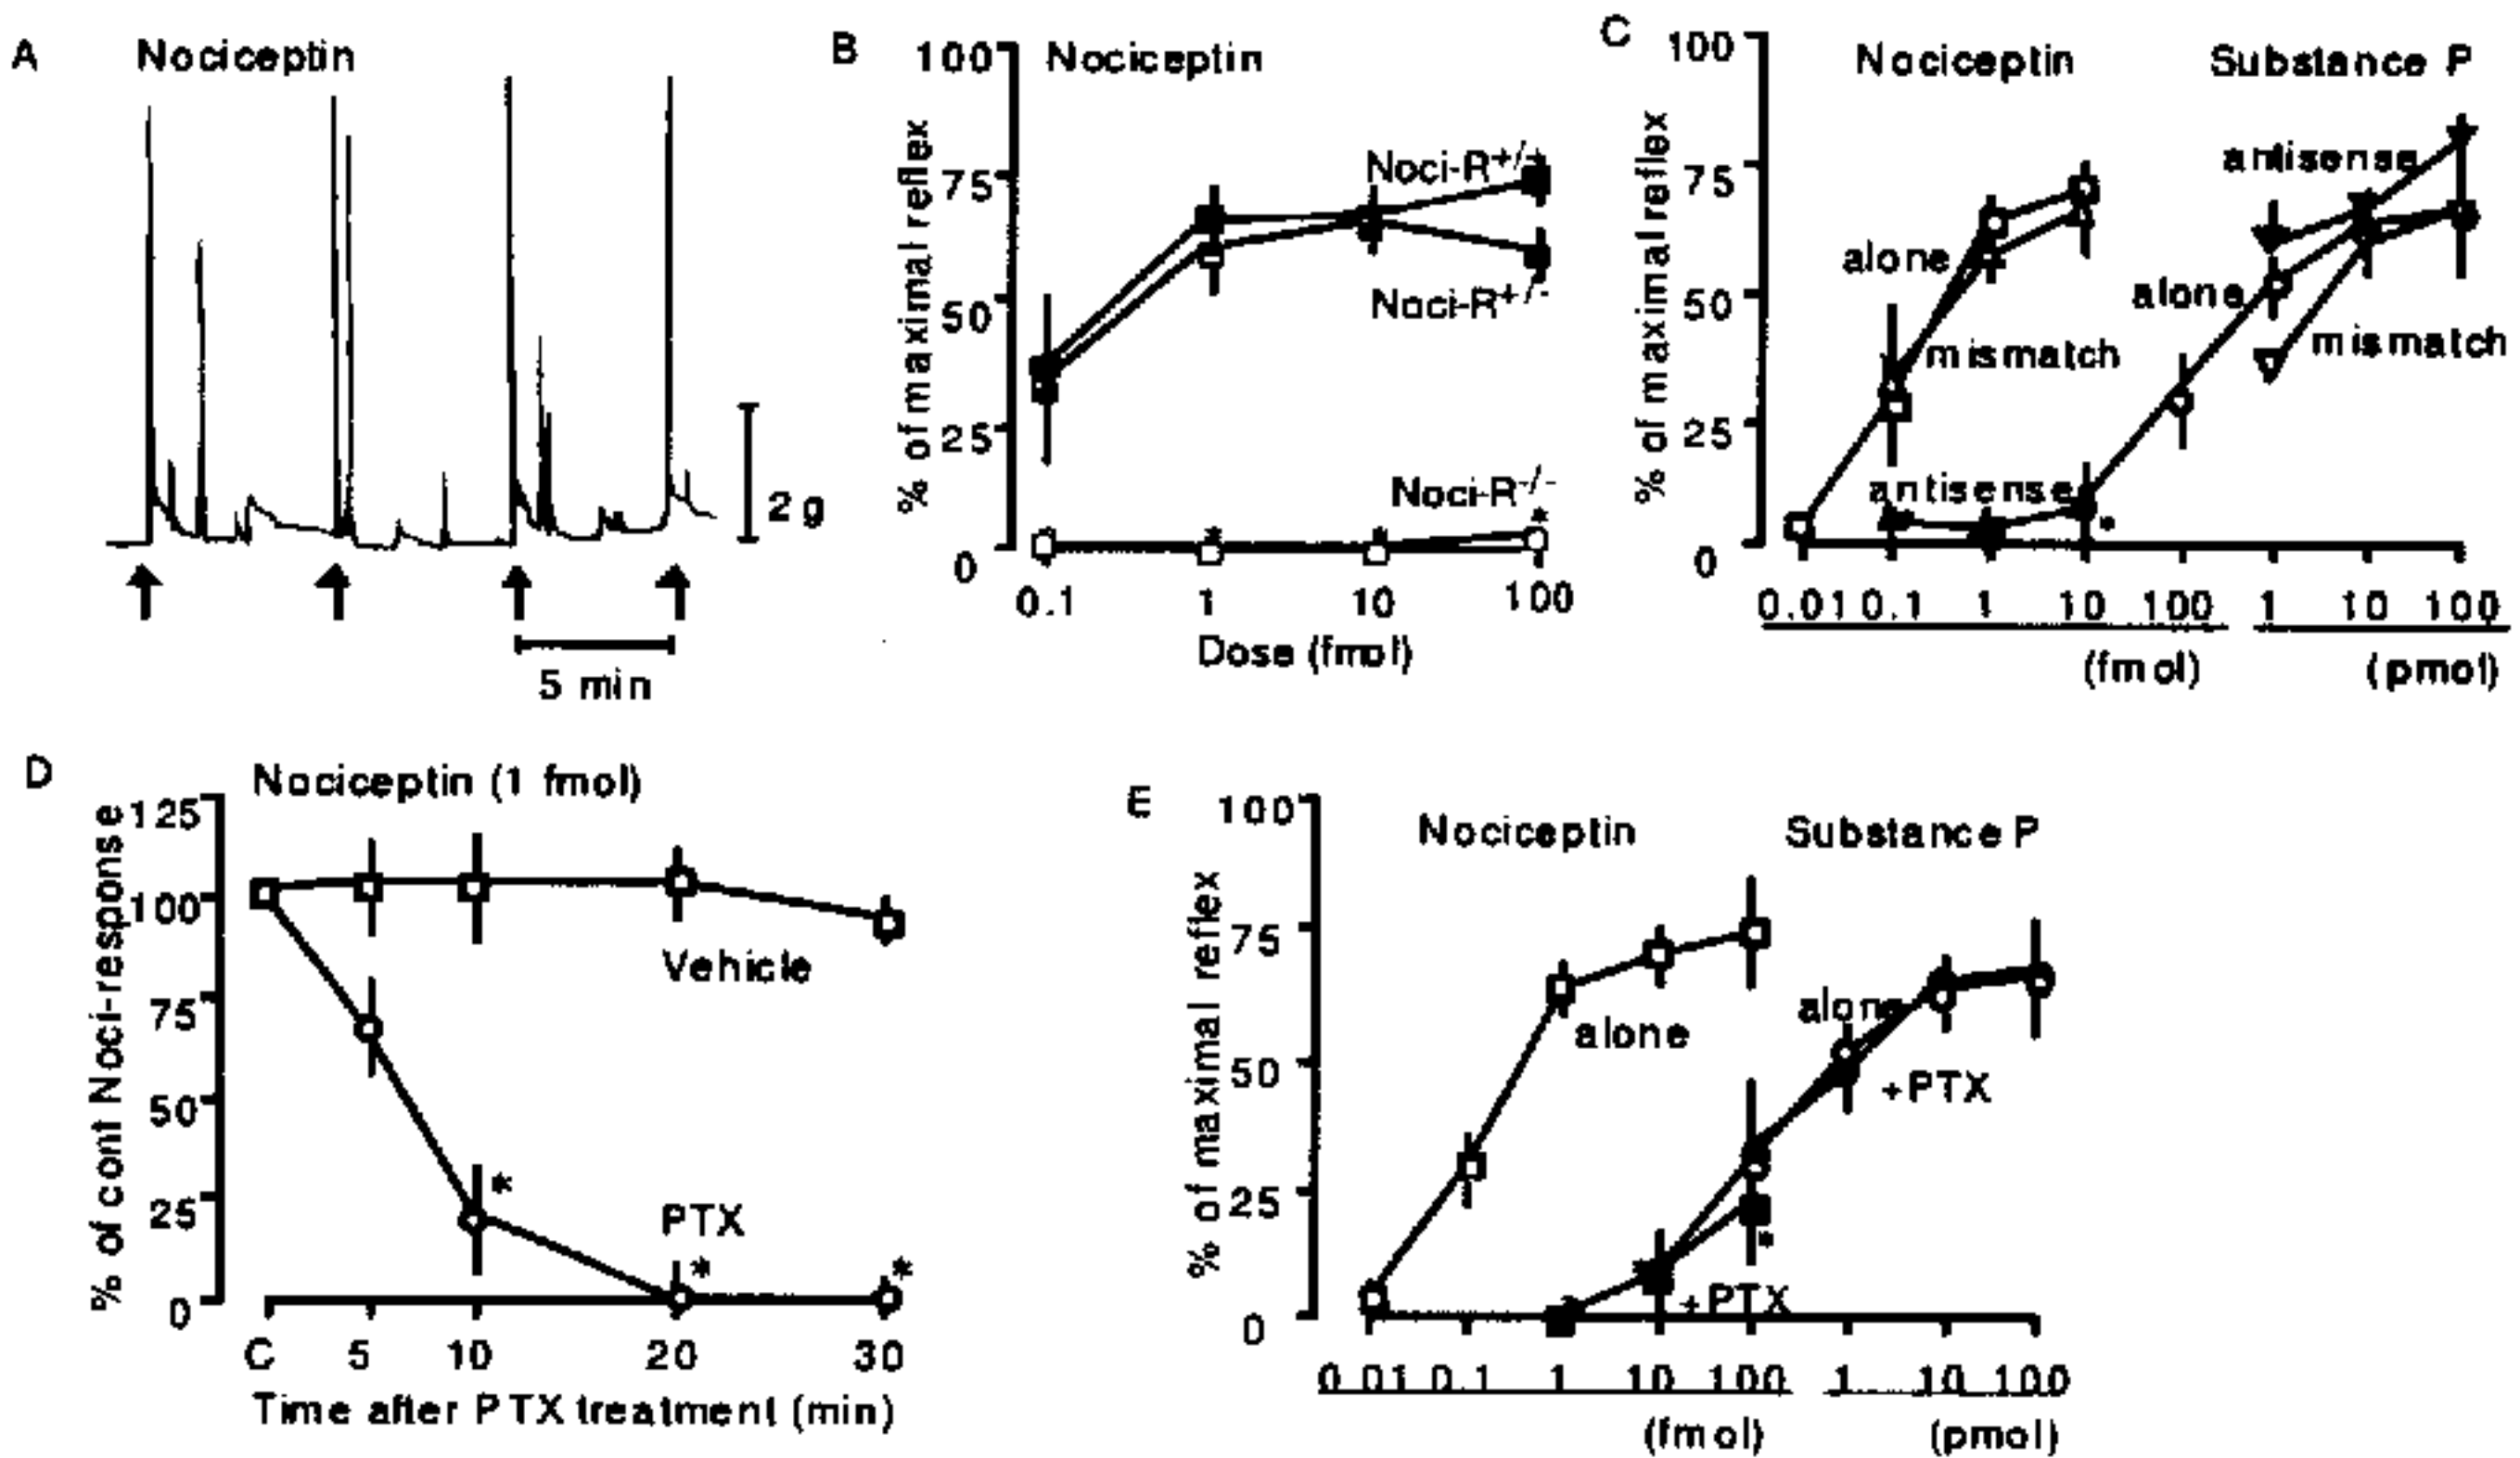 A Nociceptin
2 g
5 min
B Nociceptin
% of maximal reflex
100
75
50
25
0
Noci-R+/+
Noci-R+/-
Noci-R-/-
*
0.1 1 10 100
Dose (fmol)
C Nociceptin Substance P
% of maximal reflex
100
75
50
25
0
alone
mismatch
antisense
*
antisense
alone
mismatch
0.01 0.1 1 10 100 1 10 100
(fmol) (pmol)
D Nociceptin (1 fmol)
% of cont Noci-response
125
100
75
50
25
0
Vehicle
PTX
* * *
C 5 10 20 30
Time after PTX treatment (min)
E Nociceptin Substance P
% of maximal reflex
100
75
50
25
0
alone
alone
+PTX
*
+PTX
0.01 0.1 1 10 100 1 10 100
(fmol) (pmol)